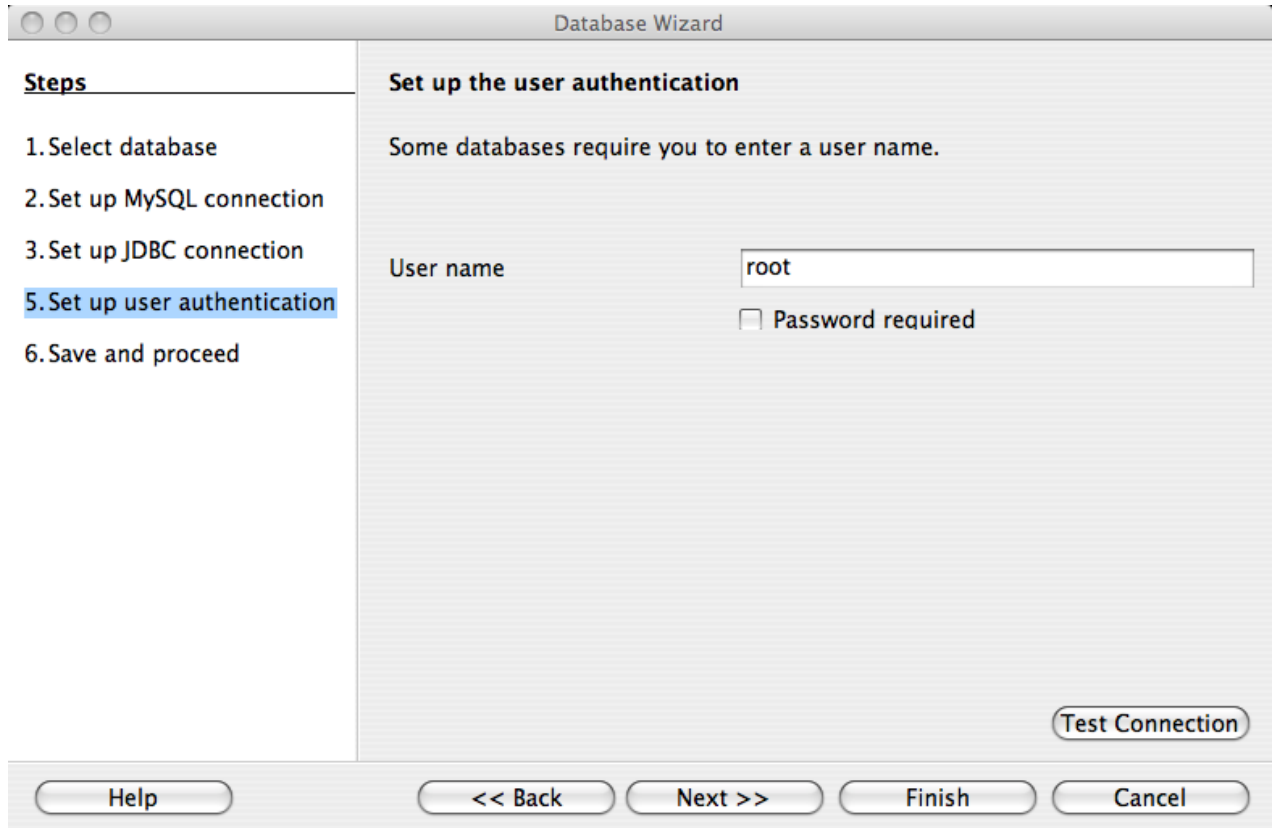 Database Wizard
Steps
1. Select database
2. Set up MySQL connection
3. Set up JDBC connection
5. Set up user authentication
6. Save and proceed
Set up the user authentication
Some databases require you to enter a user name.
User name
root
Password required
Test Connection
Help
<< Back
Next >>
Finish
Cancel